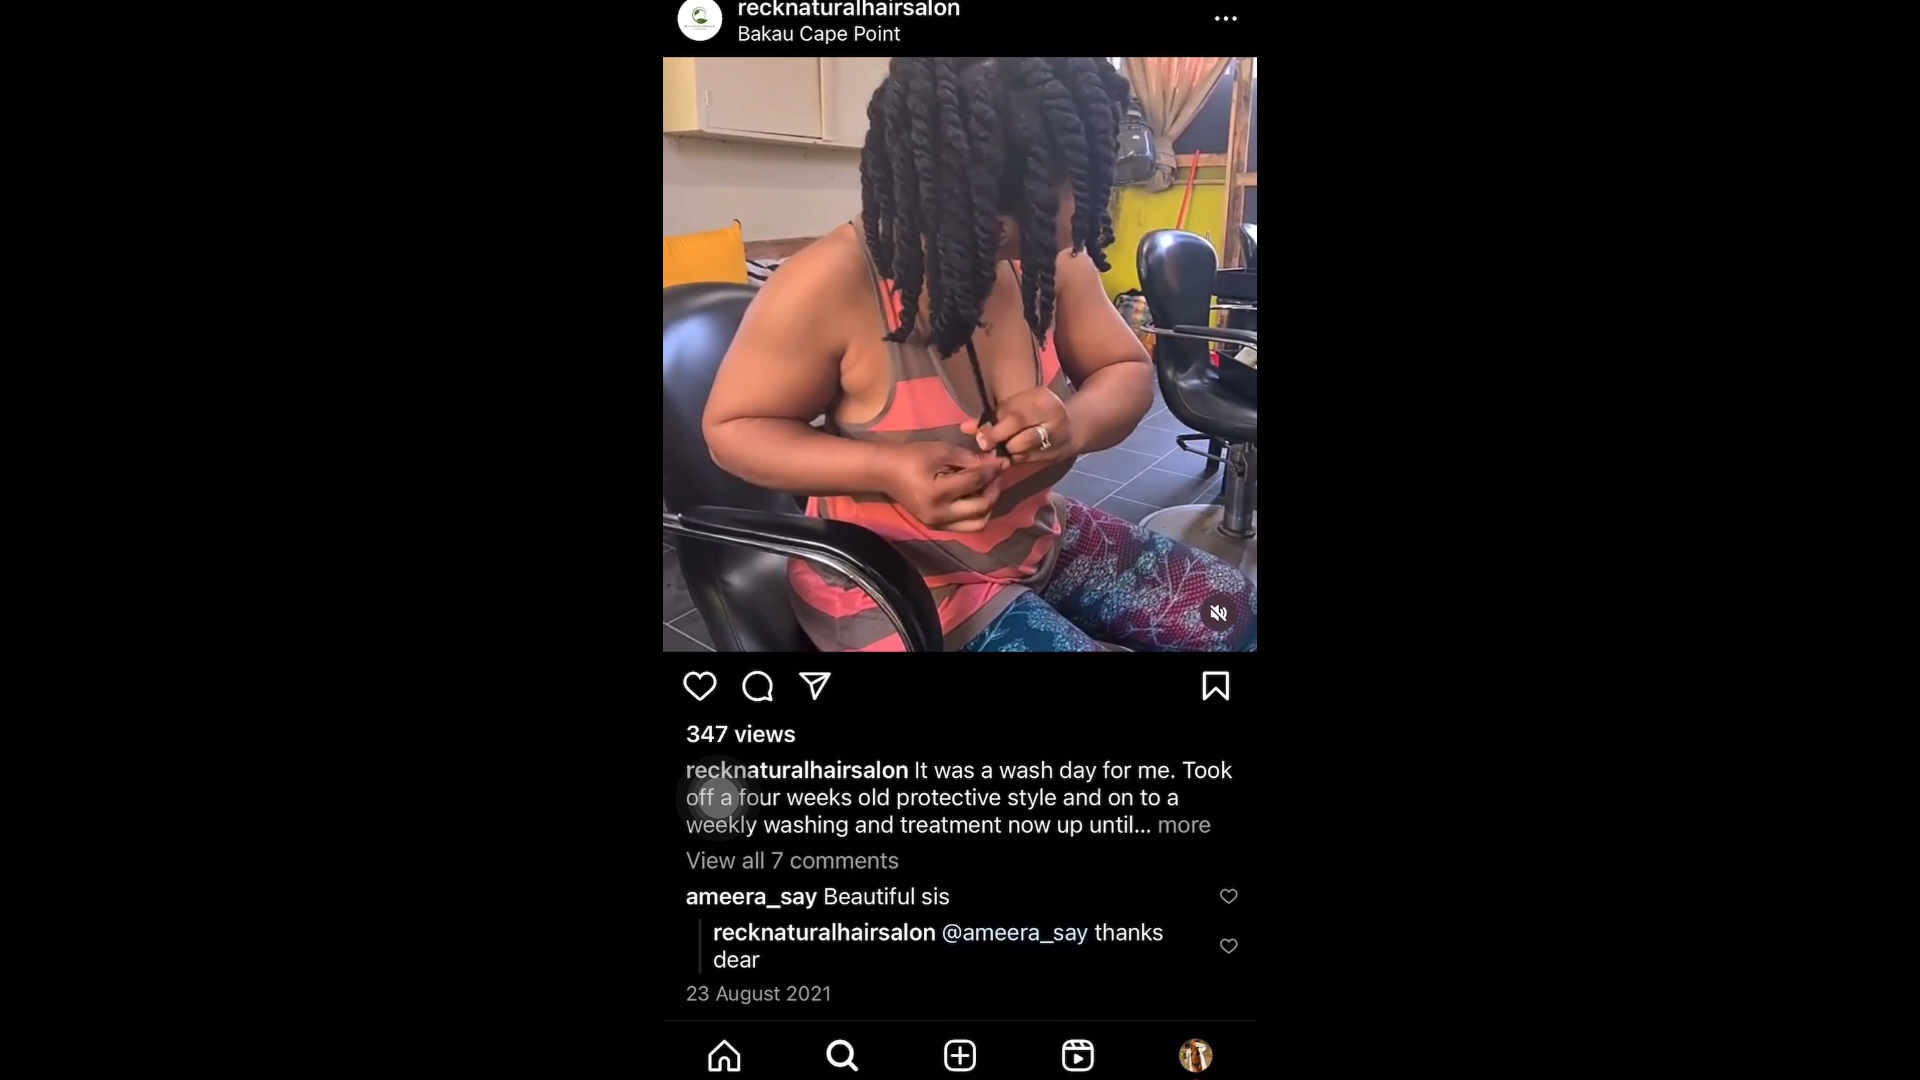 recknaturalhairsalon
Bakau Cape Point
347 views
recknaturalhairsalon It was a wash day for me. Took
off a four weeks old protective style and on to a
weekly washing and treatment now up until... more
View all 7 comments
ameera_say Beautiful sis
recknaturalhairsalon @ameera_say thanks
dear
23 August 2021